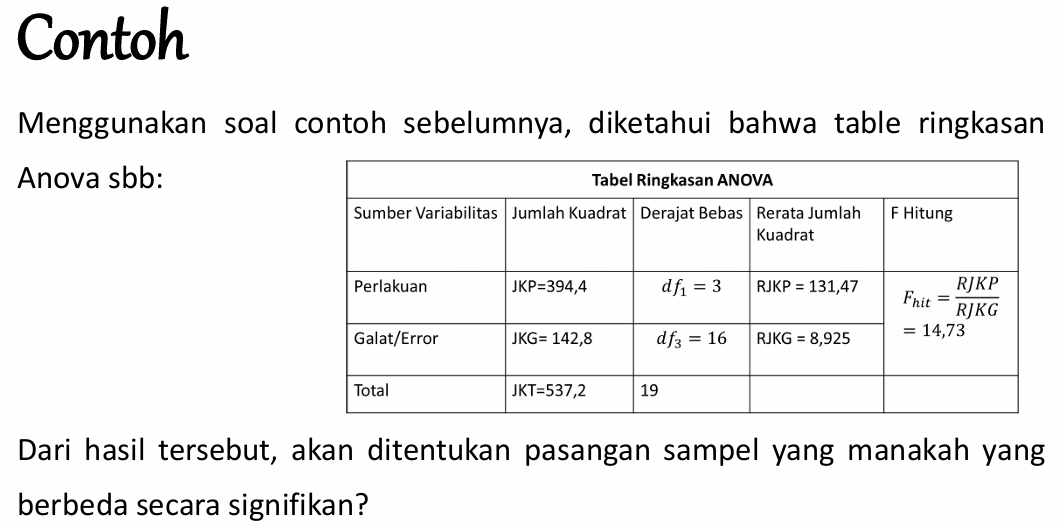 Contoh
Menggunakan soal contoh sebelumnya, diketahui bahwa table ringkasan
Anova sbb:
Tabel Ringkasan ANOVA
Sumber Variabilitas Jumlah Kuadrat Derajat Bebas Rerata Jumlah Kuadrat F Hitung
Perlakuan JKP=394,4 df₁ = 3 RJKP = 131,47 F_hit = RJKP/RJKG = 14,73
Galat/Error JKG= 142,8 df₃ = 16 RJKG = 8,925
Total JKT=537,2 19
Dari hasil tersebut, akan ditentukan pasangan sampel yang manakah yang
berbeda secara signifikan?